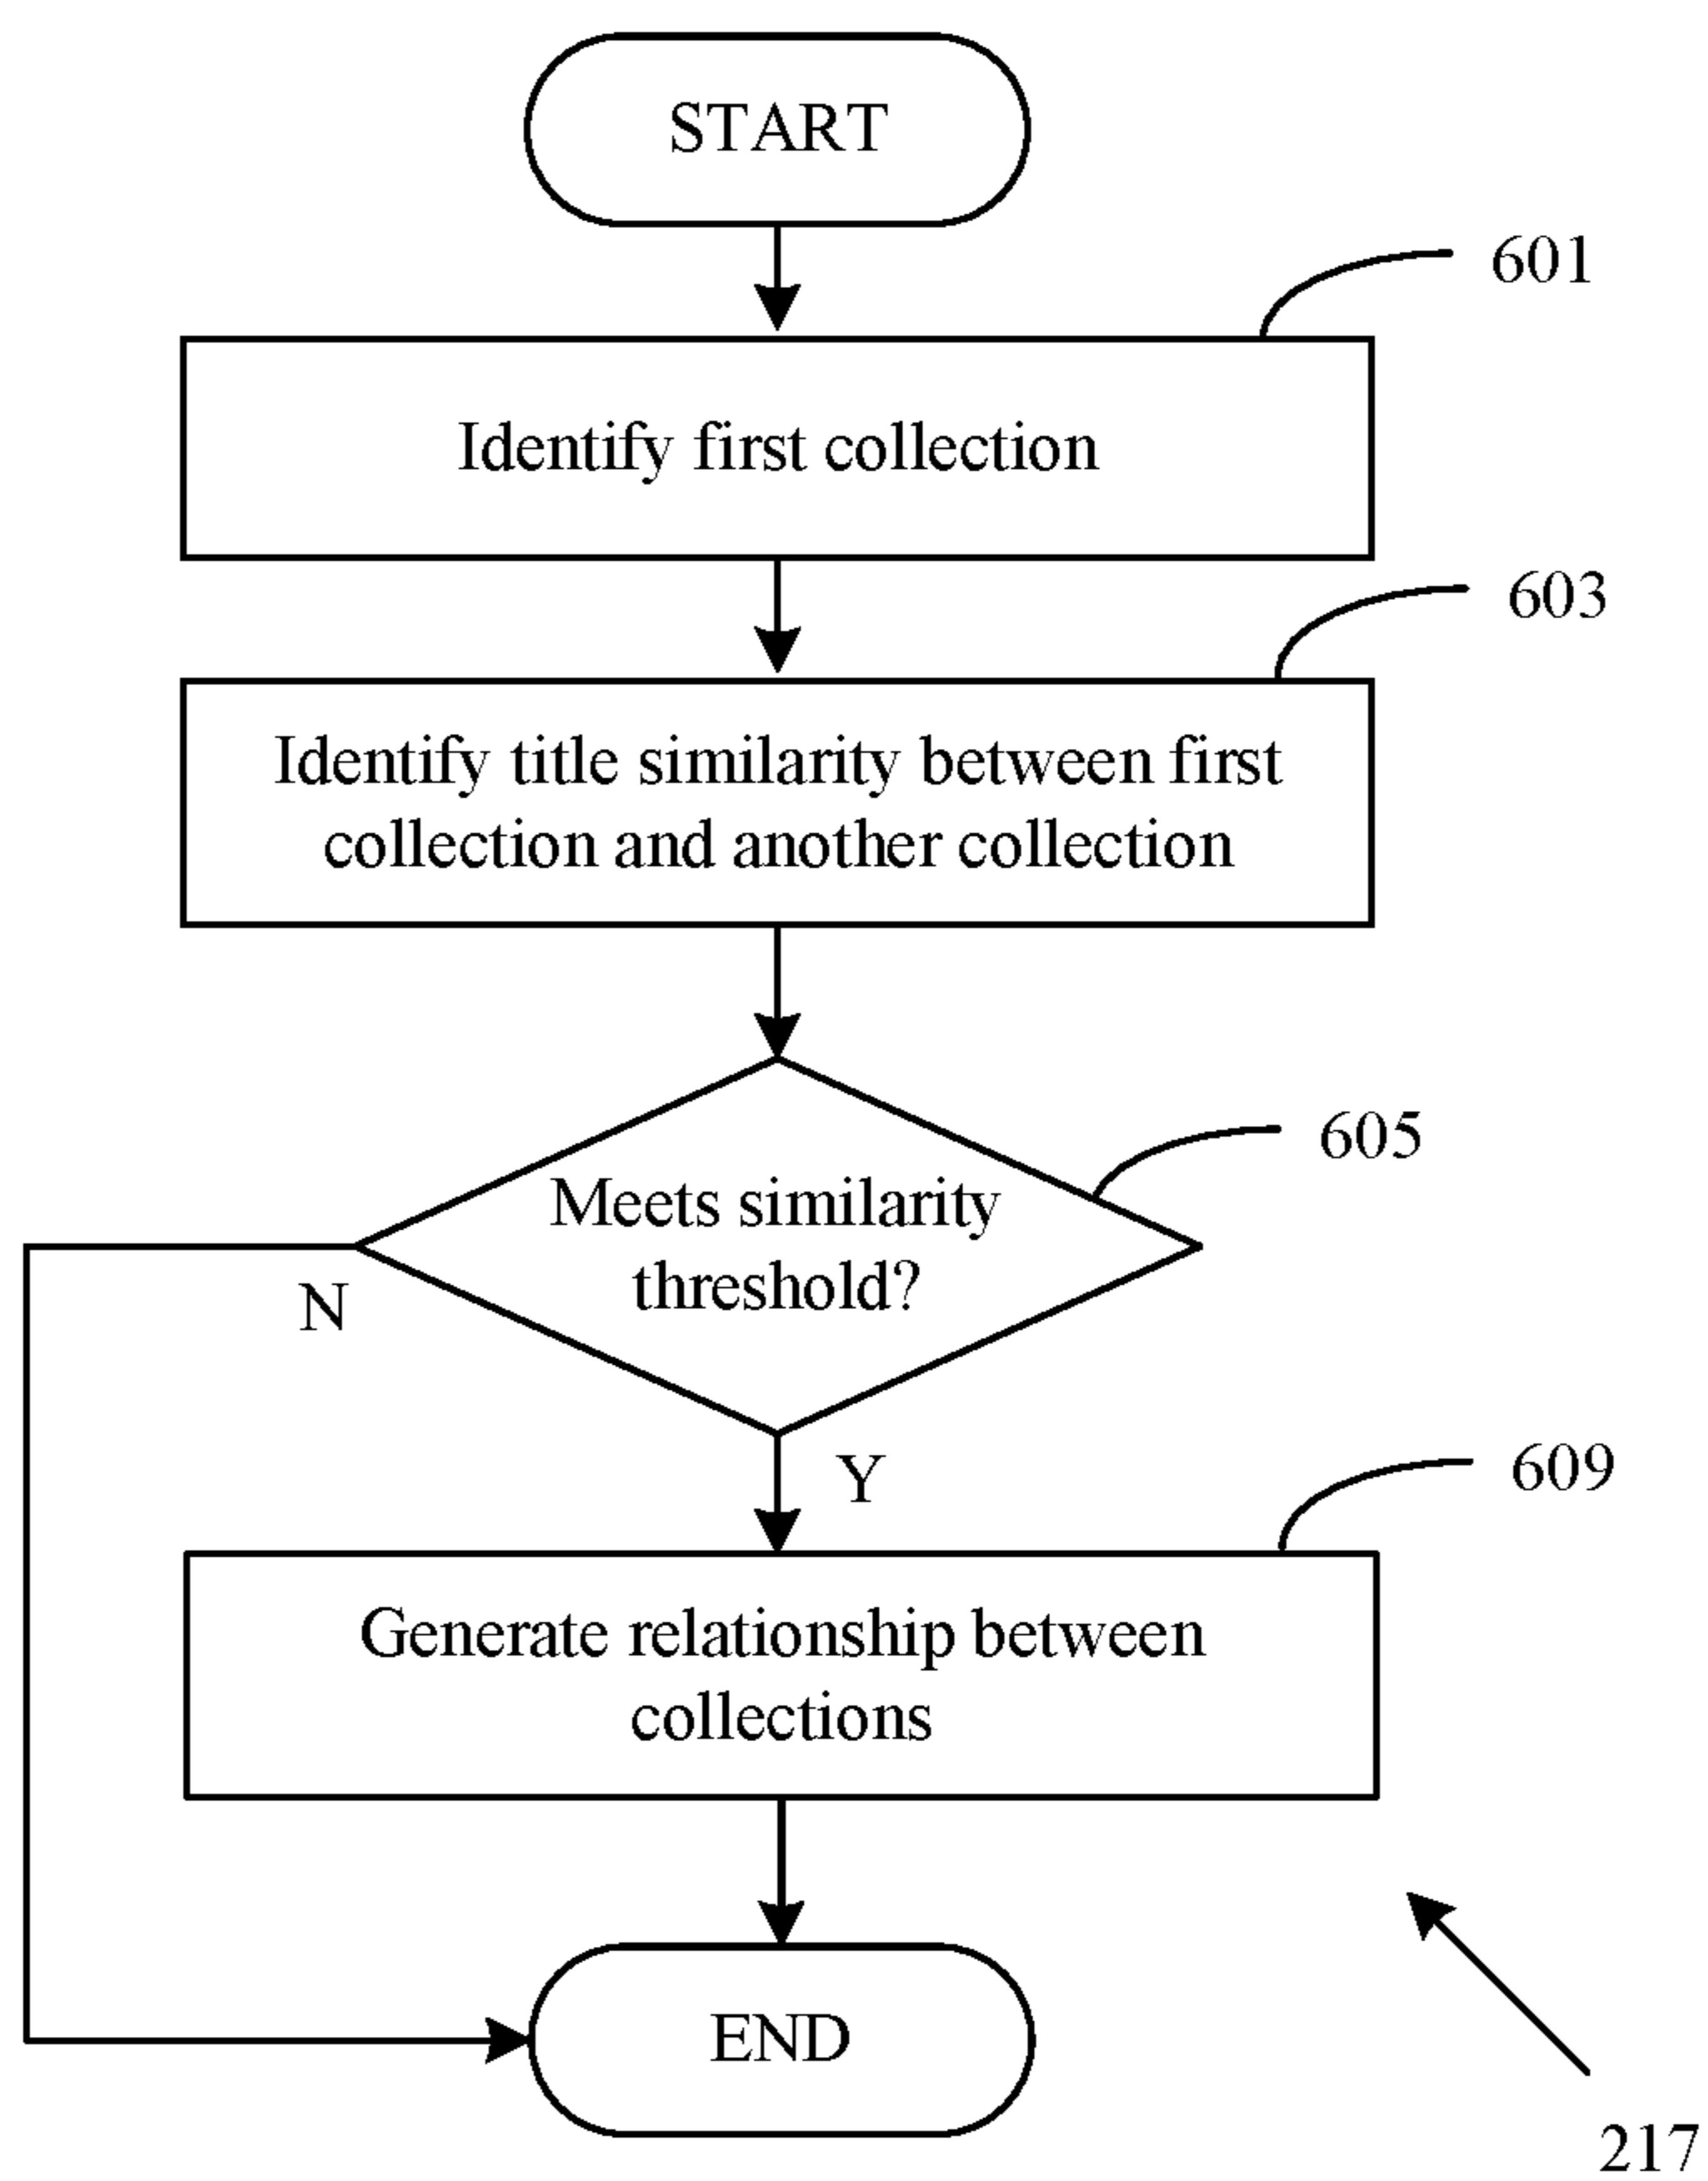 START
601
Identify first collection
603
Identify title similarity between first
collection and another collection
605
Meets similarity
threshold?
N
Y
609
Generate relationship between
collections
END
217